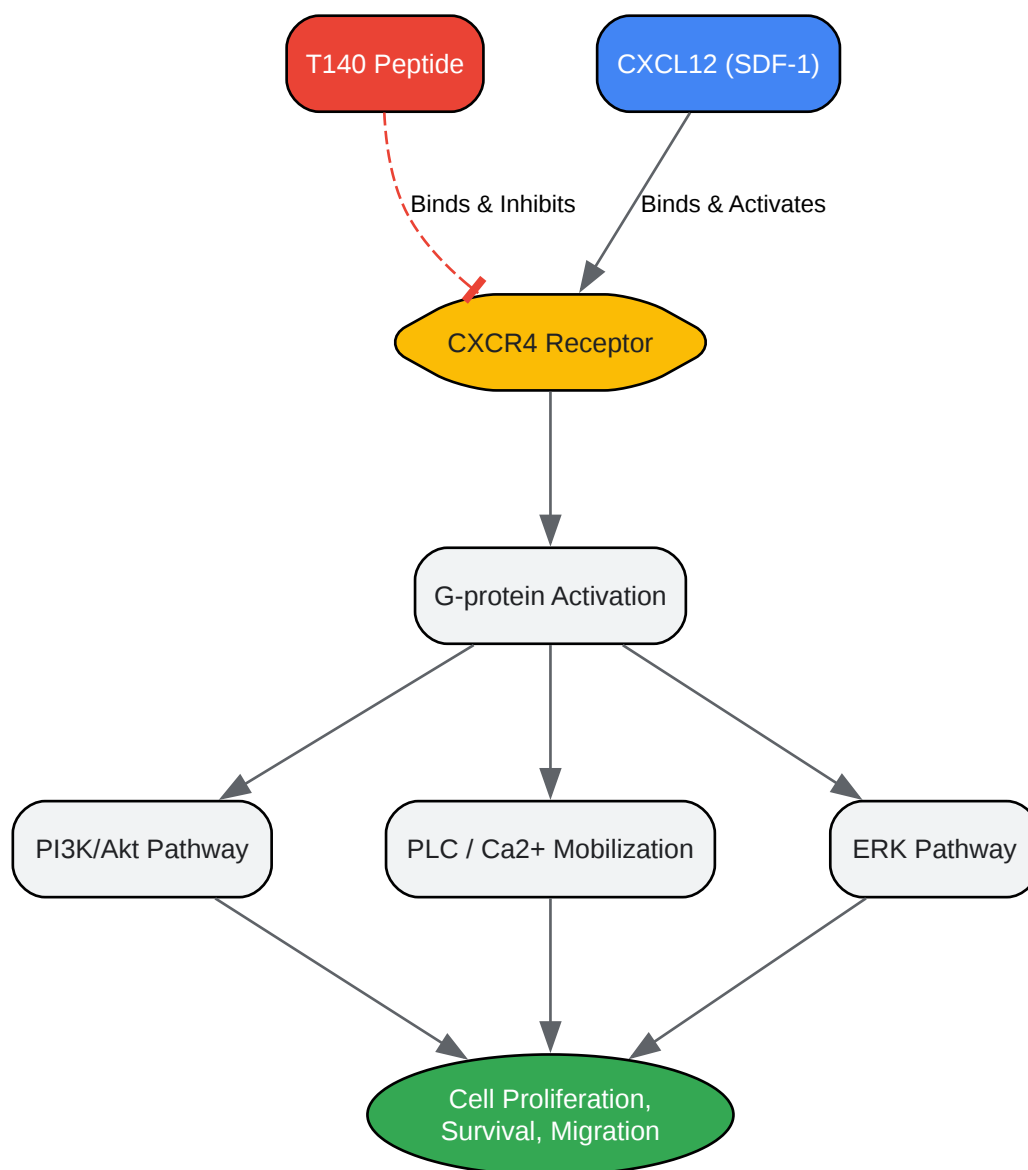 T140 Peptide
CXCL12 (SDF-1)
Binds & Inhibits
Binds & Activates
CXCR4 Receptor
G-protein Activation
PI3K/Akt Pathway
PLC / Ca2+ Mobilization
ERK Pathway
Cell Proliferation,
Survival, Migration